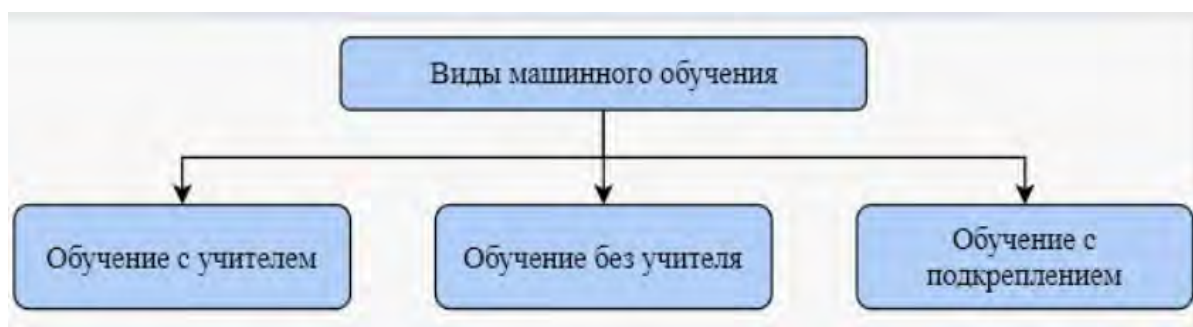 Виды машинного обучения
Обучение с учителем
Обучение без учителя
Обучение с
подкреплением